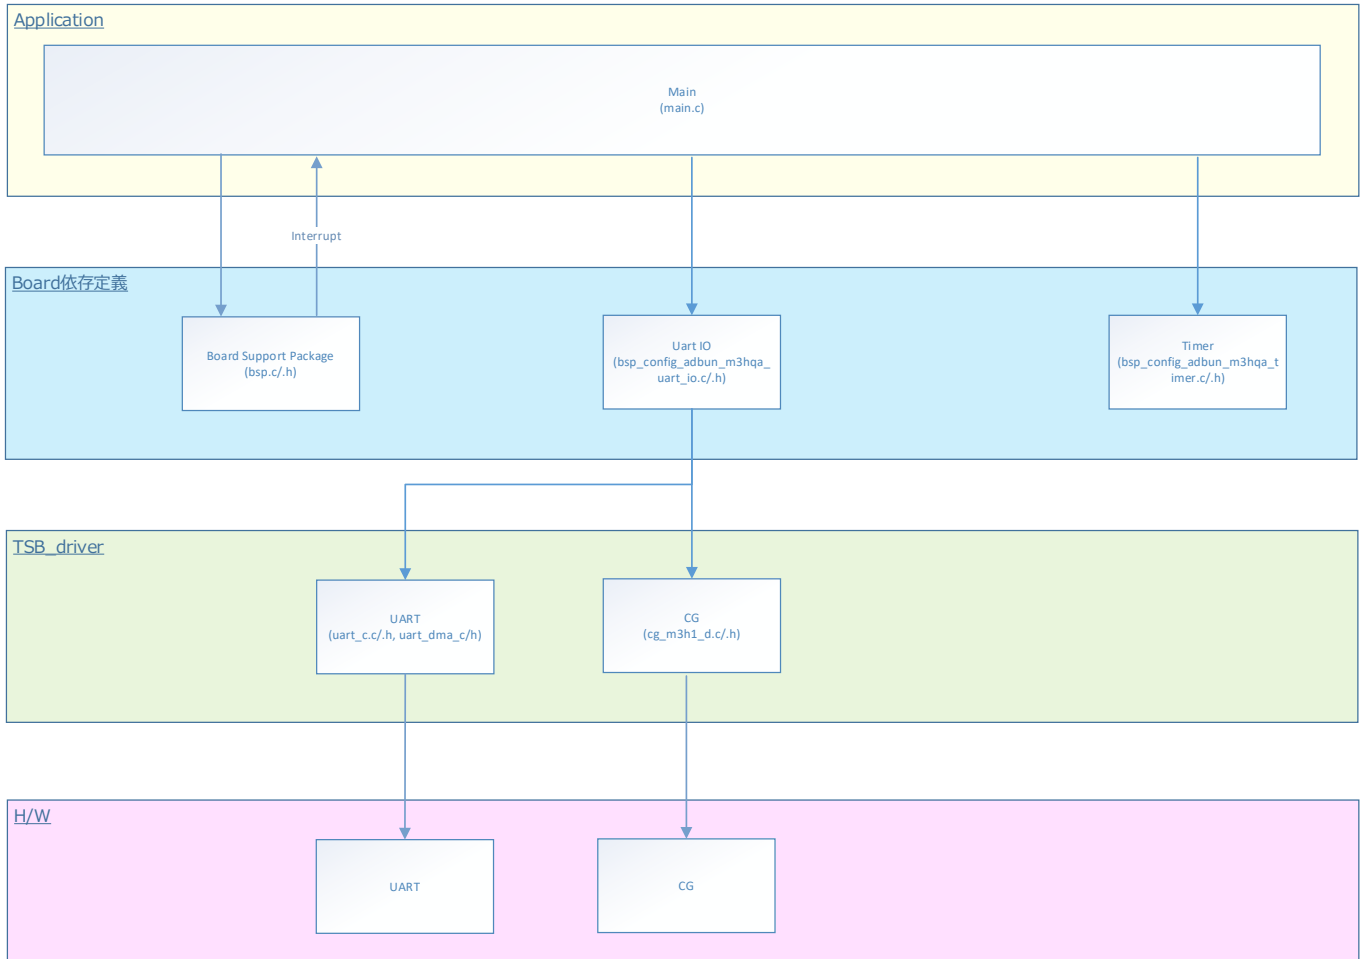 Application
Main
(main.c)
Interrupt
Board依存定義
Board Support Package
(bsp.c/.h)
Uart IO
(bsp_config_adbun_m3hqa_
uart_io.c/.h)
Timer
(bsp_config_adbun_m3hqa_t
imer.c/.h)
TSB_driver
UART
(uart_c.c/.h, uart_dma_c/h)
CG
(cg_m3h1_d.c/.h)
H/W
UART
CG